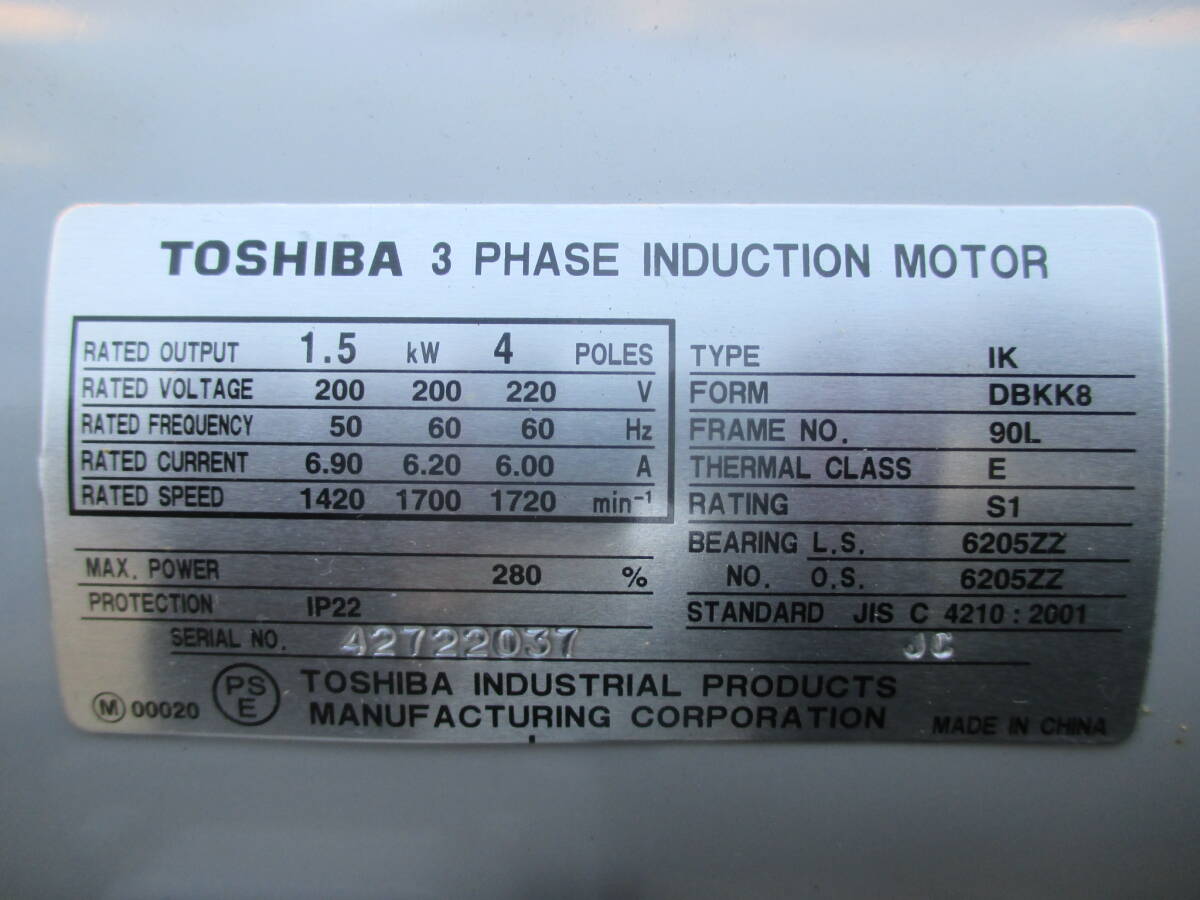 TOSHIBA 3 PHASE INDUCTION MOTOR
RATED OUTPUT 1.5 kW 4 POLES
RATED VOLTAGE 200 200 220 V
RATED FREQUENCY 50 60 60 Hz
RATED CURRENT 6.90 6.20 6.00 A
RATED SPEED 1420 1700 1720 min⁻¹
MAX. POWER 280 %
PROTECTION IP22
TYPE IK
FORM DBKK8
FRAME NO. 90L
THERMAL CLASS E
RATING S1
BEARING L.S. 6205ZZ
NO. O.S. 6205ZZ
STANDARD JIS C 4210:2001
SERIAL NO. 42722037 JC
M 00020
PS
E
TOSHIBA INDUSTRIAL PRODUCTS
MANUFACTURING CORPORATION
MADE IN CHINA